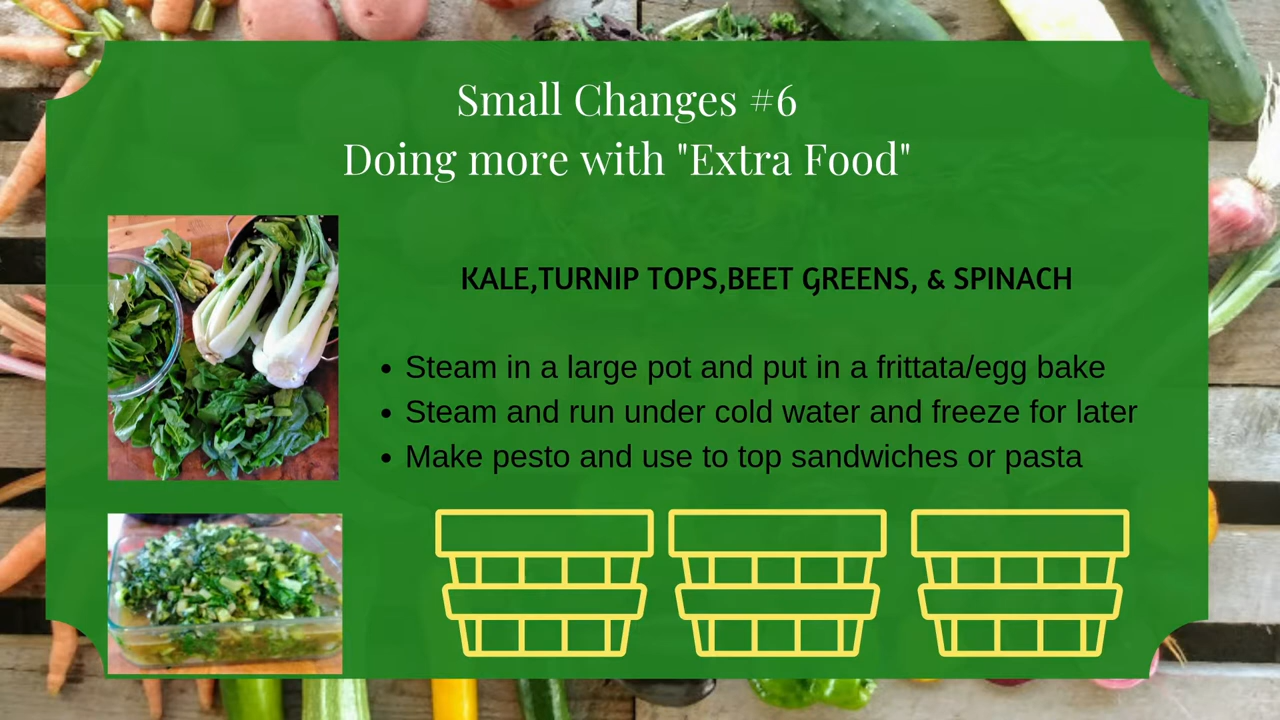 Small Changes #6
Doing more with "Extra Food"
KALE,TURNIP TOPS,BEET GREENS, & SPINACH
• Steam in a large pot and put in a frittata/egg bake
• Steam and run under cold water and freeze for later
• Make pesto and use to top sandwiches or pasta